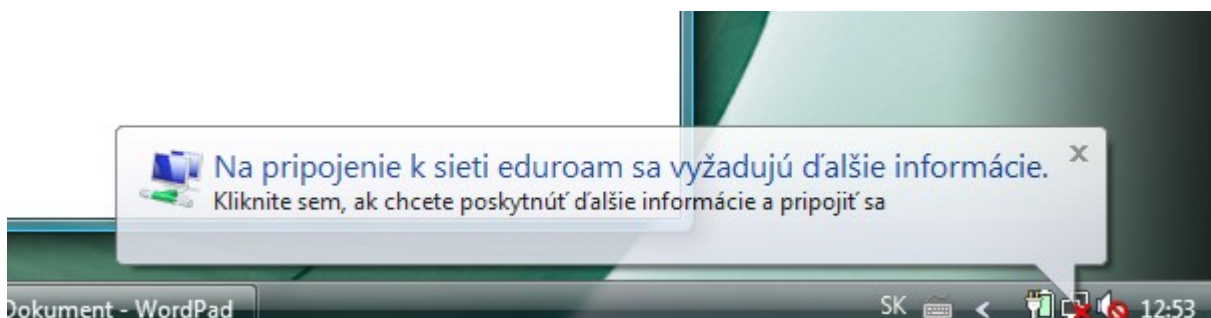 Na pripojenie k sieti eduroam sa vyžadujú ďalšie informácie.
Kliknite sem, ak chcete poskytnúť ďalšie informácie a pripojiť sa
Dokument - WordPad
SK
12:53